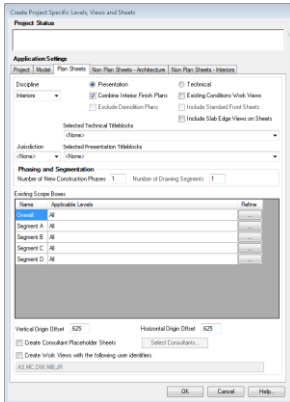 Create Project Specific Levels, Views and Sheets
Project Status
Application Settings
Project Model Plan Sheets Non Plan Sheets - Architecture Non Plan Sheets - Interiors
Discipline Presentation Technical
Interiors Combine Interior Finish Plans Existing Conditions Work Views
Exclude Demolition Plans Include Standard Front Sheets
Include Slab Edge Views on Sheets
Selected Technical Titleblocks
<None>
Jurisdiction Selected Presentation Titleblocks
<None> <None>
Phasing and Segmentation
Number of New Construction Phases 1 Number of Drawing Segments 1
Existing Scope Boxes
Name Applicable Levels Refine
Overall All ...
Segment A All ...
Segment B All ...
Segment C All ...
Segment D All ...
Vertical Origin Offset .625 Horizontal Origin Offset .625
Create Consultant Placeholder Sheets Select Consultants...
Create Work Views with the following user identifiers
OK Cancel Help...